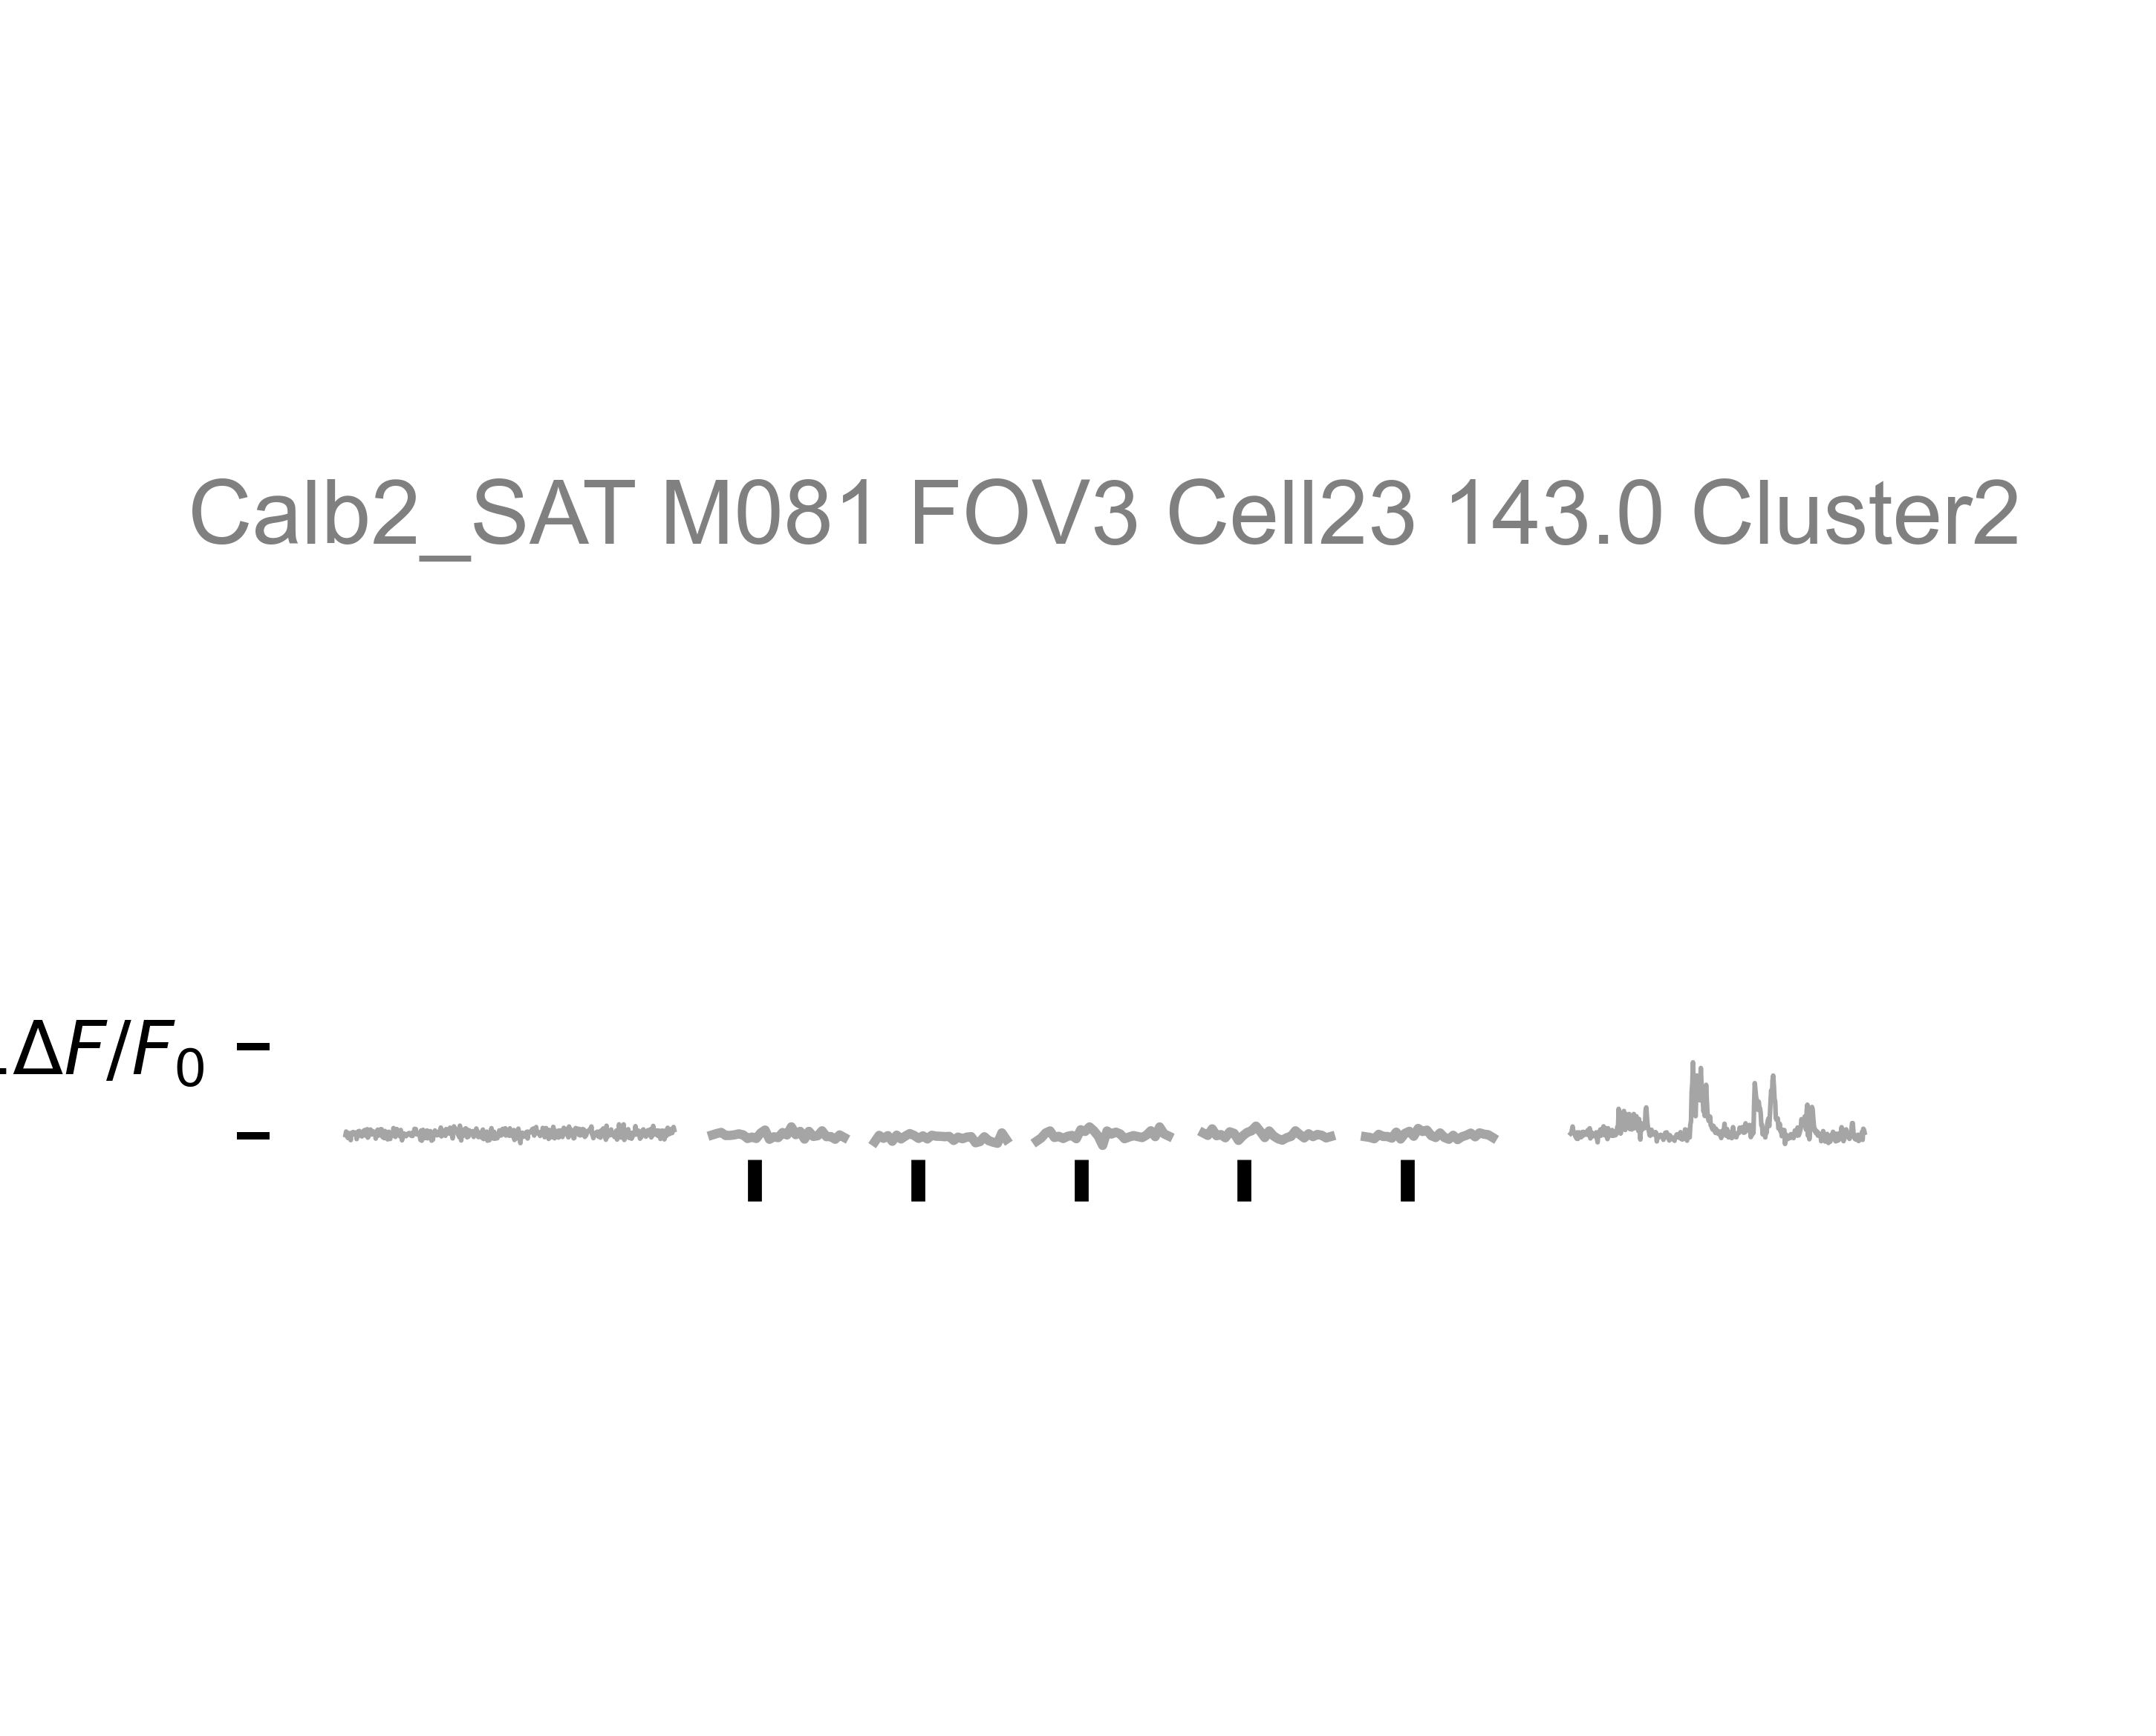 Calb2_SAT M081 FOV3 Cell23 143.0 Cluster2
.ΔF/F₀